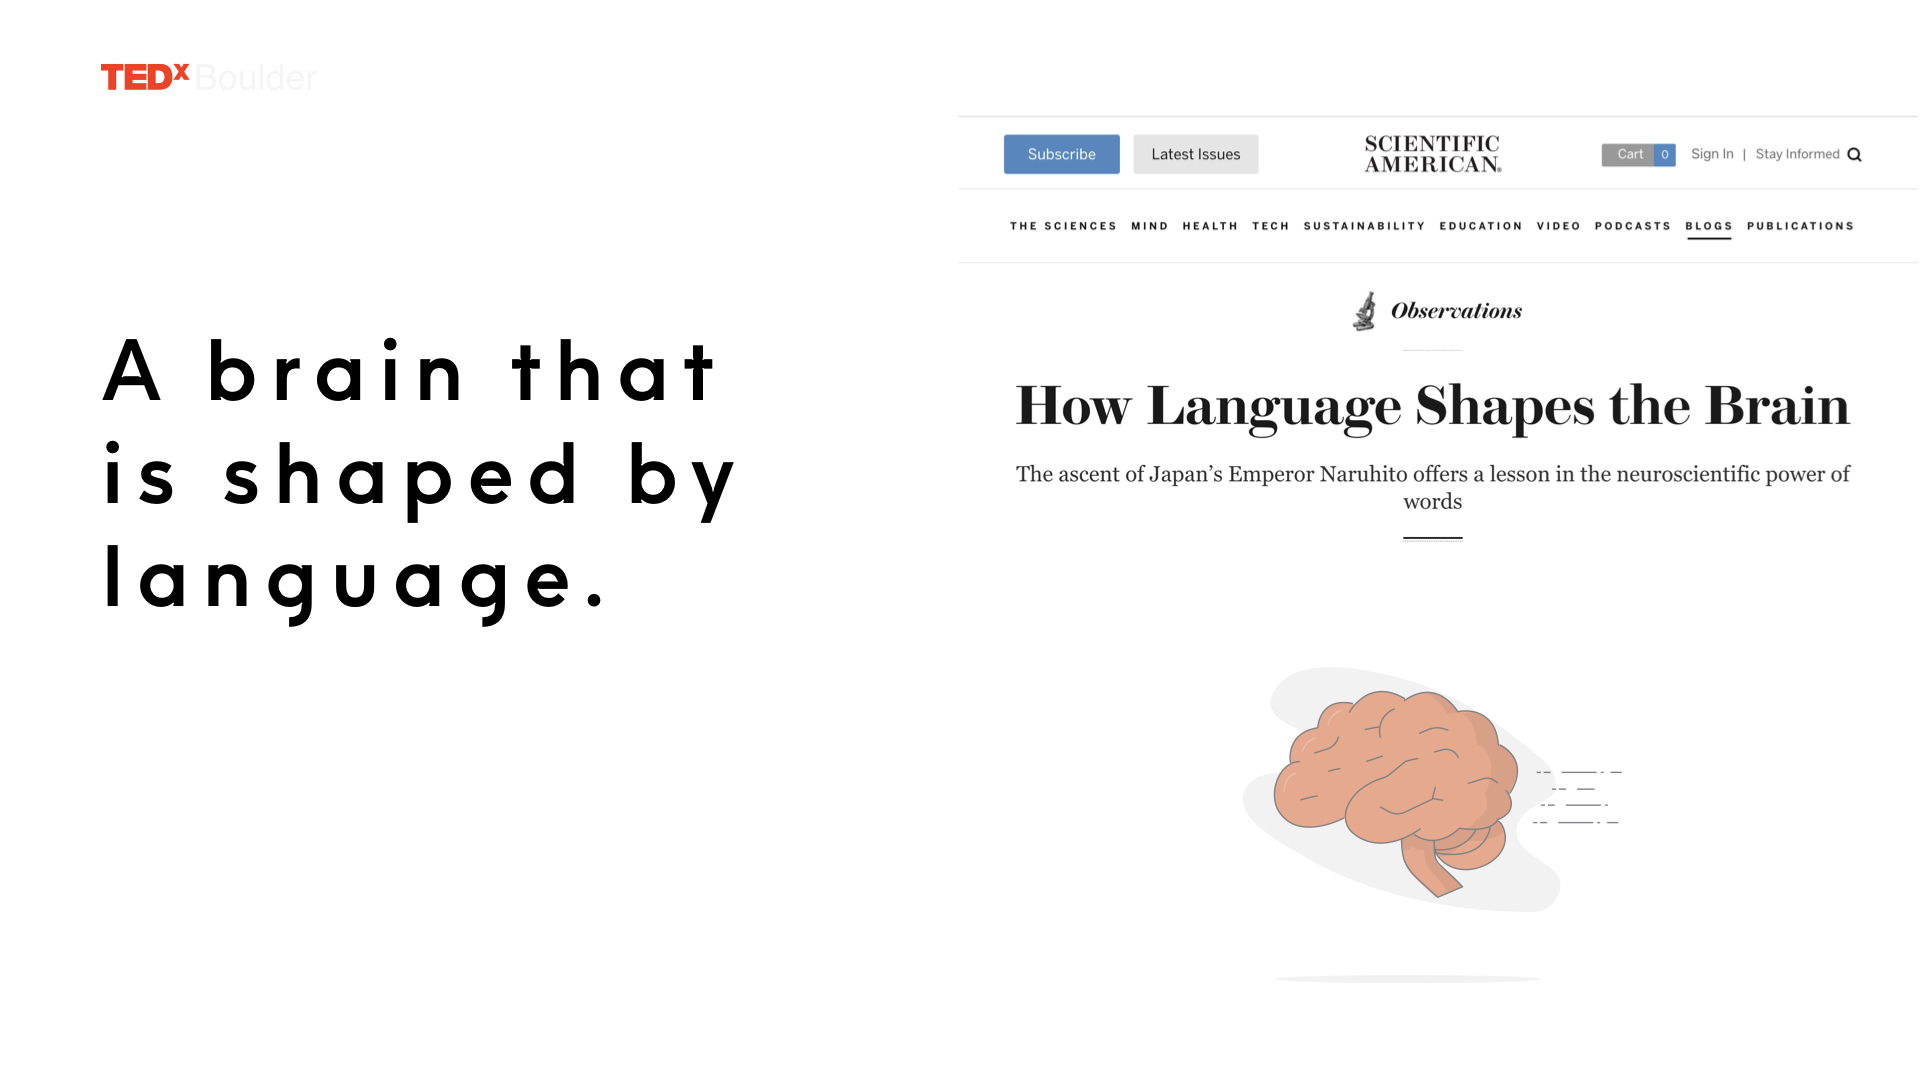 TEDx Boulder
A brain that
is shaped by
language.
Subscribe
Latest Issues
SCIENTIFIC
AMERICAN®
Cart 0
Sign In | Stay Informed
THE SCIENCES MIND HEALTH TECH SUSTAINABILITY EDUCATION VIDEO PODCASTS BLOGS PUBLICATIONS
Observations
How Language Shapes the Brain
The ascent of Japan’s Emperor Naruhito offers a lesson in the neuroscientific power of
words